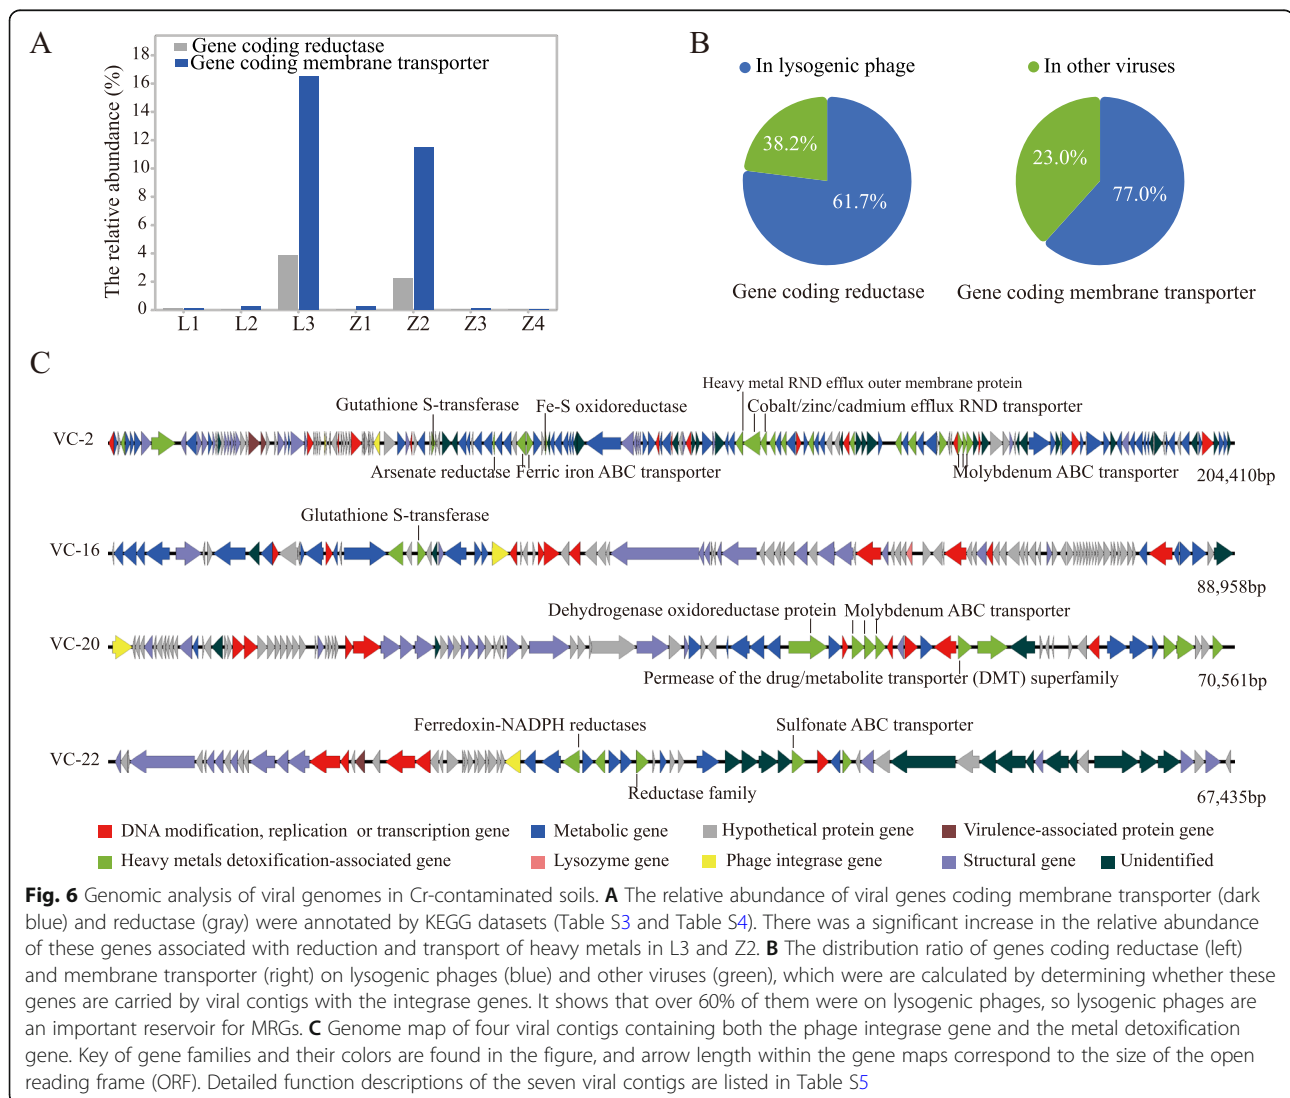 A
Gene coding reductase
Gene coding membrane transporter
The relative abundance (%)
18
16
14
12
10
8
6
4
2
0
L1 L2 L3 Z1 Z2 Z3 Z4
B
In lysogenic phage
In other viruses
38.2%
61.7%
23.0%
77.0%
Gene coding reductase
Gene coding membrane transporter
C
Heavy metal RND efflux outer membrane protein
Gutathione S-transferase
Fe-S oxidoreductase
Cobalt/zinc/cadmium efflux RND transporter
VC-2
Arsenate reductase
Ferric iron ABC transporter
Molybdenum ABC transporter
204,410bp
Glutathione S-transferase
VC-16
88,958bp
Dehydrogenase oxidoreductase protein
Molybdenum ABC transporter
VC-20
Permease of the drug/metabolite transporter (DMT) superfamily
70,561bp
Ferredoxin-NADPH reductases
Sulfonate ABC transporter
VC-22
Reductase family
67,435bp
DNA modification, replication or transcription gene
Metabolic gene
Hypothetical protein gene
Virulence-associated protein gene
Heavy metals detoxification-associated gene
Lysozyme gene
Phage integrase gene
Structural gene
Unidentified
Fig. 6 Genomic analysis of viral genomes in Cr-contaminated soils. A The relative abundance of viral genes coding membrane transporter (dark
blue) and reductase (gray) were annotated by KEGG datasets (Table S3 and Table S4). There was a significant increase in the relative abundance
of these genes associated with reduction and transport of heavy metals in L3 and Z2. B The distribution ratio of genes coding reductase (left)
and membrane transporter (right) on lysogenic phages (blue) and other viruses (green), which were are calculated by determining whether these
genes are carried by viral contigs with the integrase genes. It shows that over 60% of them were on lysogenic phages, so lysogenic phages are
an important reservoir for MRGs. C Genome map of four viral contigs containing both the phage integrase gene and the metal detoxification
gene. Key of gene families and their colors are found in the figure, and arrow length within the gene maps correspond to the size of the open
reading frame (ORF). Detailed function descriptions of the seven viral contigs are listed in Table S5